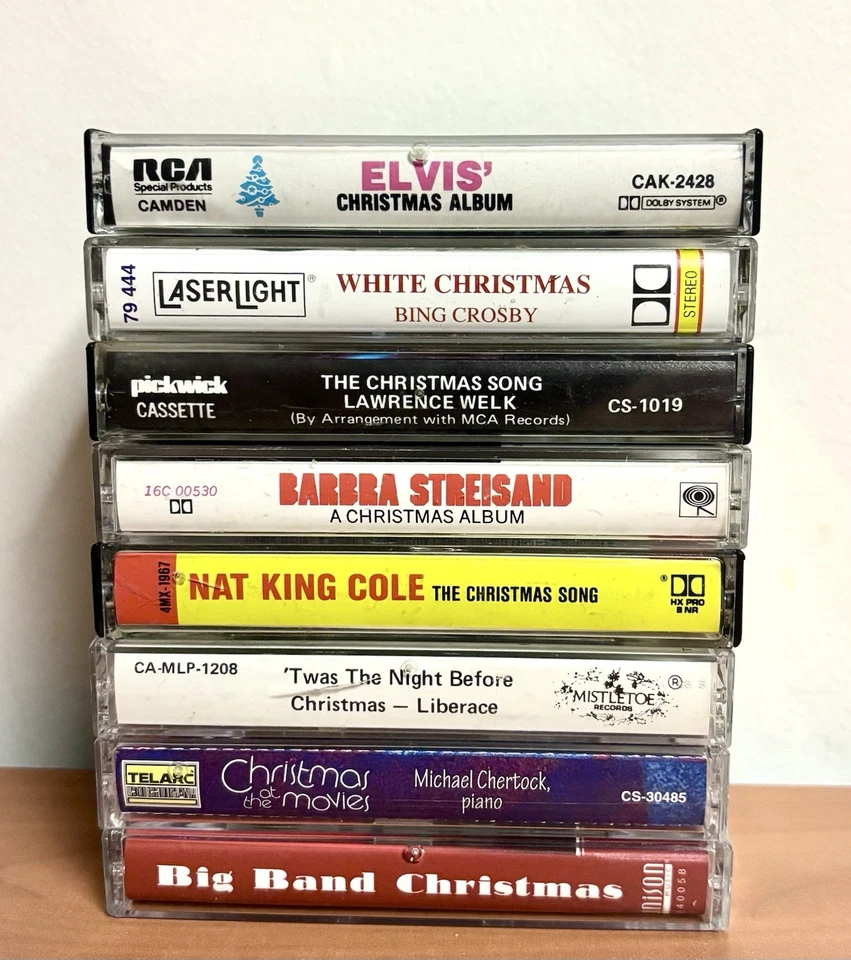 RCA
Special Products
CAMDEN
ELVIS'
CHRISTMAS ALBUM
CAK-2428
DOLBY SYSTEM ®
79 444
LASERLIGHT ®
WHITE CHRISTMAS
BING CROSBY
STEREO
pickwick
CASSETTE
THE CHRISTMAS SONG
LAWRENCE WELK
(By Arrangement with MCA Records)
CS-1019
16C 00530
BARBRA STREISAND
A CHRISTMAS ALBUM
4MX-1967
NAT KING COLE THE CHRISTMAS SONG
®
HX PRO
B NR
CA-MLP-1208
'Twas The Night Before
Christmas — Liberace
MISTLETOE ®
RECORDS
TELARC
Christmas
at the movies
Michael Chertock,
piano
CS-30485
Big Band Christmas
40058